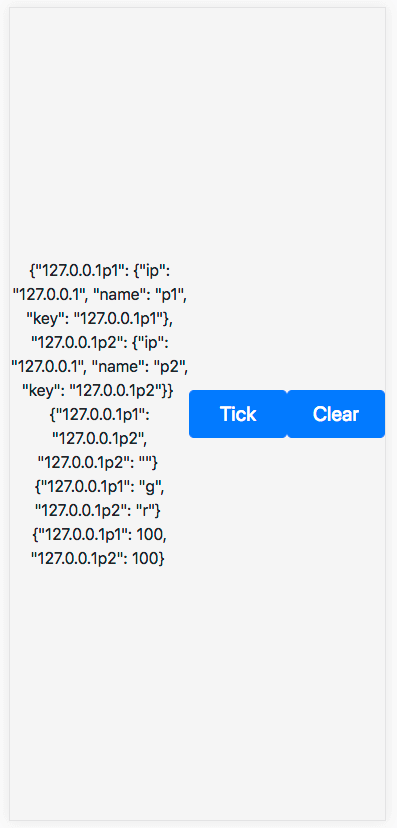 {"127.0.0.1p1": {"ip":
"127.0.0.1", "name": "p1",
"key": "127.0.0.1p1"},
"127.0.0.1p2": {"ip":
"127.0.0.1", "name": "p2",
"key": "127.0.0.1p2"}}
{"127.0.0.1p1":
"127.0.0.1p2",
"127.0.0.1p2": ""}
{"127.0.0.1p1": "g",
"127.0.0.1p2": "r"}
{"127.0.0.1p1": 100,
"127.0.0.1p2": 100}
Tick
Clear